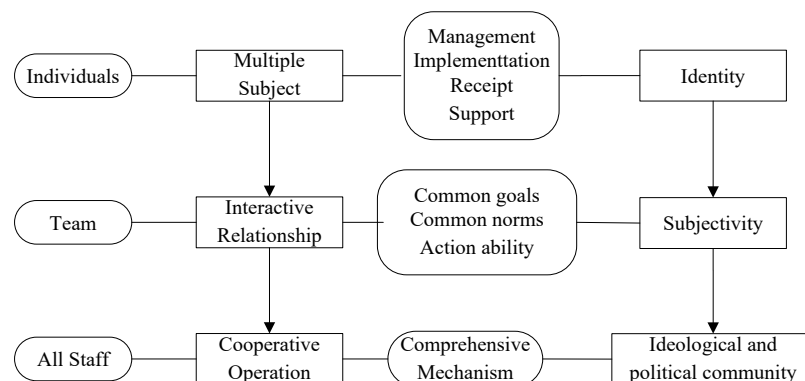 Individuals
Multiple
Subject
Management
Implementtation
Receipt
Support
Identity
Team
Interactive
Relationship
Common goals
Common norms
Action ability
Subjectivity
All Staff
Cooperative
Operation
Comprehensive
Mechanism
Ideological and
political community